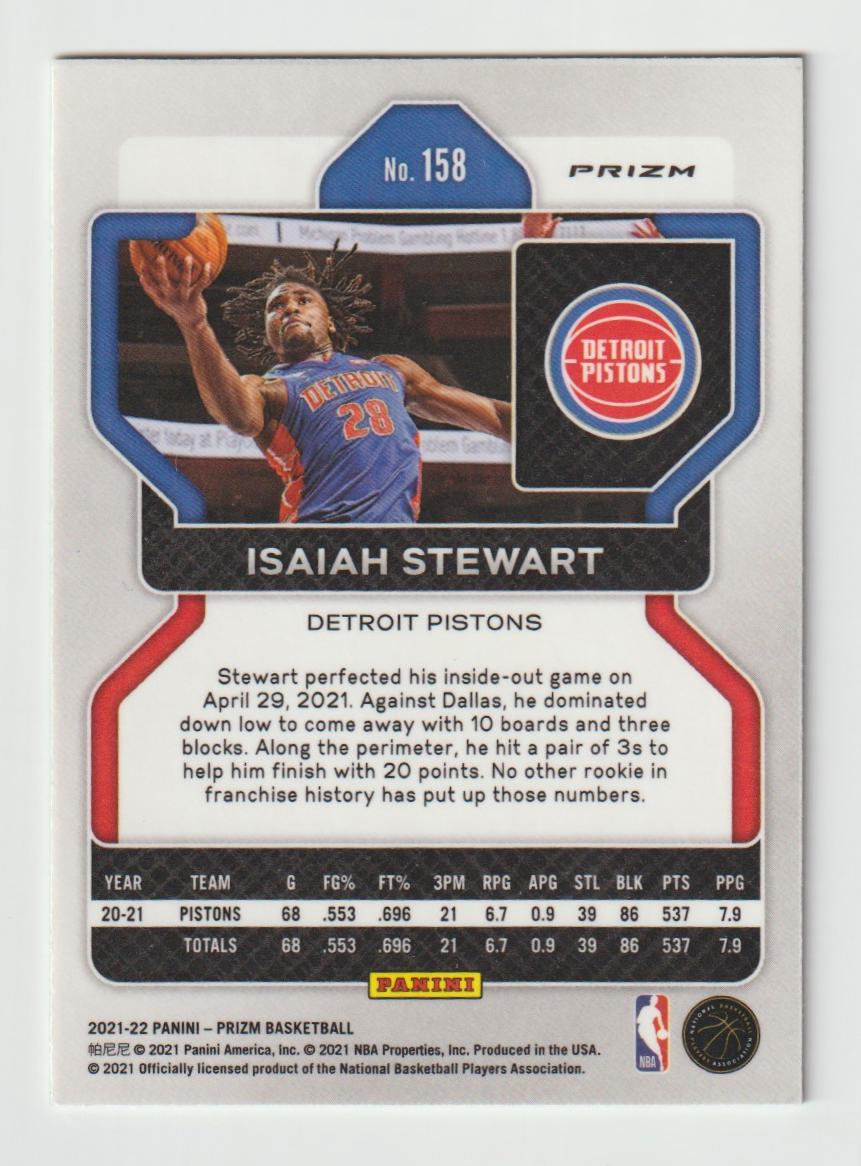 No. 158
PRIZM
Michigan Problem Gambling Hotline 1.8
DETROIT
28
DETROIT
PISTONS
ISAIAH STEWART
DETROIT PISTONS
Stewart perfected his inside-out game on
April 29, 2021. Against Dallas, he dominated
down low to come away with 10 boards and three
blocks. Along the perimeter, he hit a pair of 3s to
help him finish with 20 points. No other rookie in
franchise history has put up those numbers.
YEAR TEAM G FG% FT% 3PM RPG APG STL BLK PTS PPG
20-21 PISTONS 68 .553 .696 21 6.7 0.9 39 86 537 7.9
TOTALS 68 .553 .696 21 6.7 0.9 39 86 537 7.9
PANINI
2021-22 PANINI – PRIZM BASKETBALL
帕尼尼 © 2021 Panini America, Inc. © 2021 NBA Properties, Inc. Produced in the USA.
© 2021 Officially licensed product of the National Basketball Players Association.
NBA
NATIONAL BASKETBALL
PLAYERS ASSOCIATION